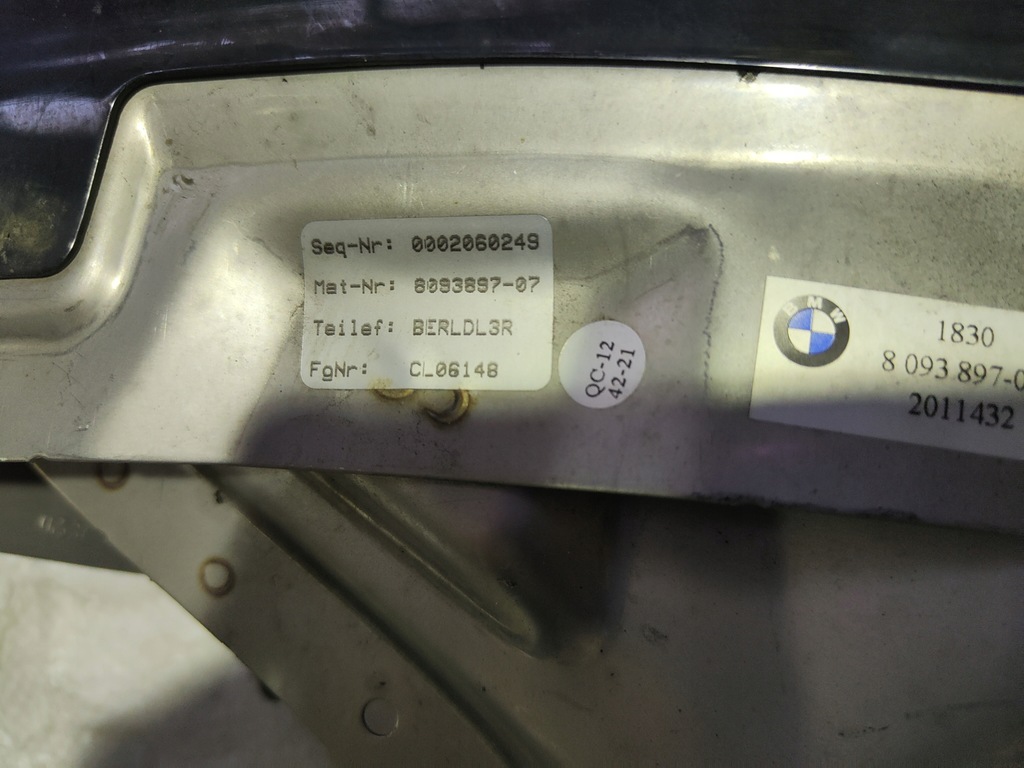 Seq-Nr: 0002060249
Mat-Nr: 8093897-07
Teilef: BERLDL3R
FgNr: CL06148
QC-12
42-21
BMW
1830
8 093 897-0
2011432